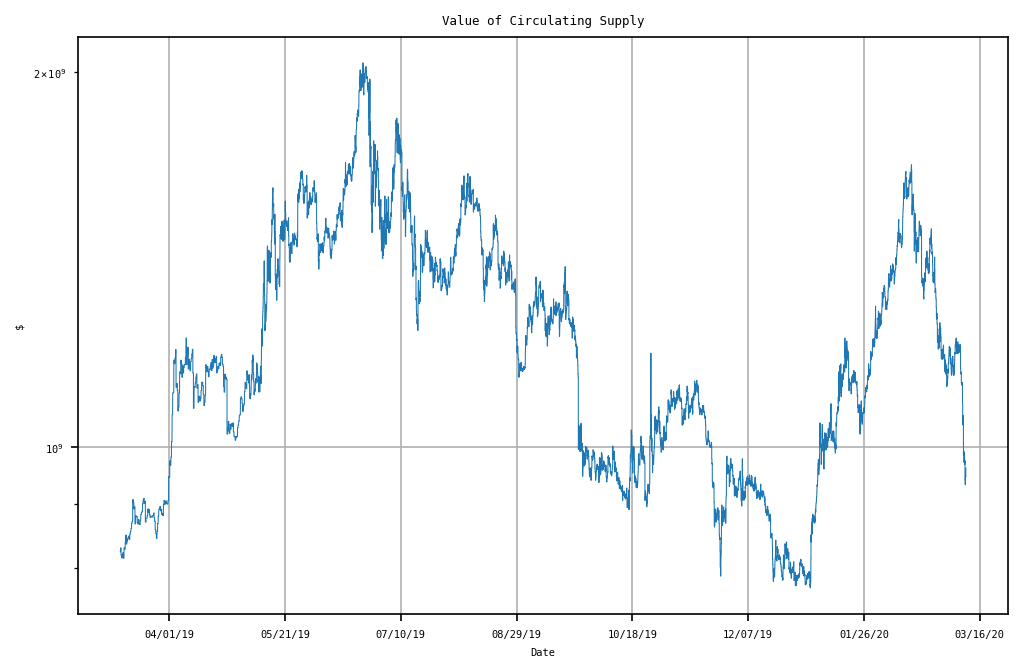 Value of Circulating Supply
2×10⁹
$
10⁹
04/01/19 05/21/19 07/10/19 08/29/19 10/18/19 12/07/19 01/26/20 03/16/20
Date